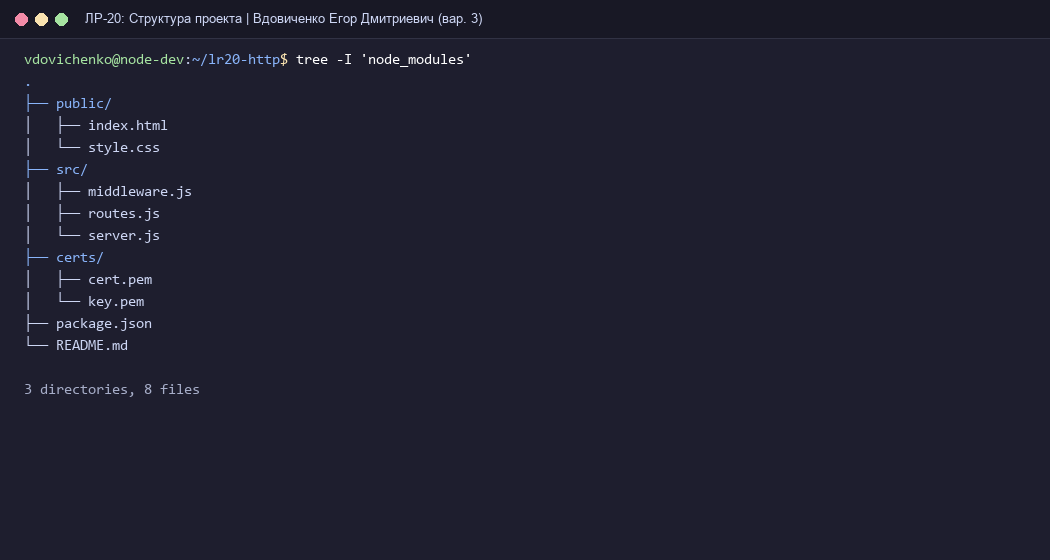 ЛР-20: Структура проекта | Вдовиченко Егор Дмитриевич (вар. 3)
vdovichenko@node-dev:~/lr20-http$ tree -I 'node_modules'
.
├── public/
│   ├── index.html
│   └── style.css
├── src/
│   ├── middleware.js
│   ├── routes.js
│   └── server.js
├── certs/
│   ├── cert.pem
│   └── key.pem
├── package.json
└── README.md
3 directories, 8 files